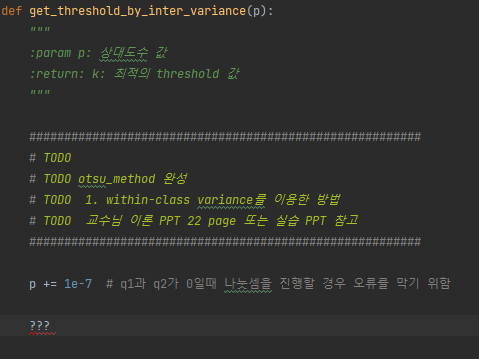 def get_threshold_by_inter_variance(p):
"""
:param p: 상대도수 값
:return: k: 최적의 threshold 값
"""
########################################################
# TODO
# TODO otsu_method 완성
# TODO  1. within-class variance를 이용한 방법
# TODO  교수님 이론 PPT 22 page 또는 실습 PPT 참고
########################################################
p += 1e-7  # q1과 q2가 0일때 나눗셈을 진행할 경우 오류를 막기 위함
???